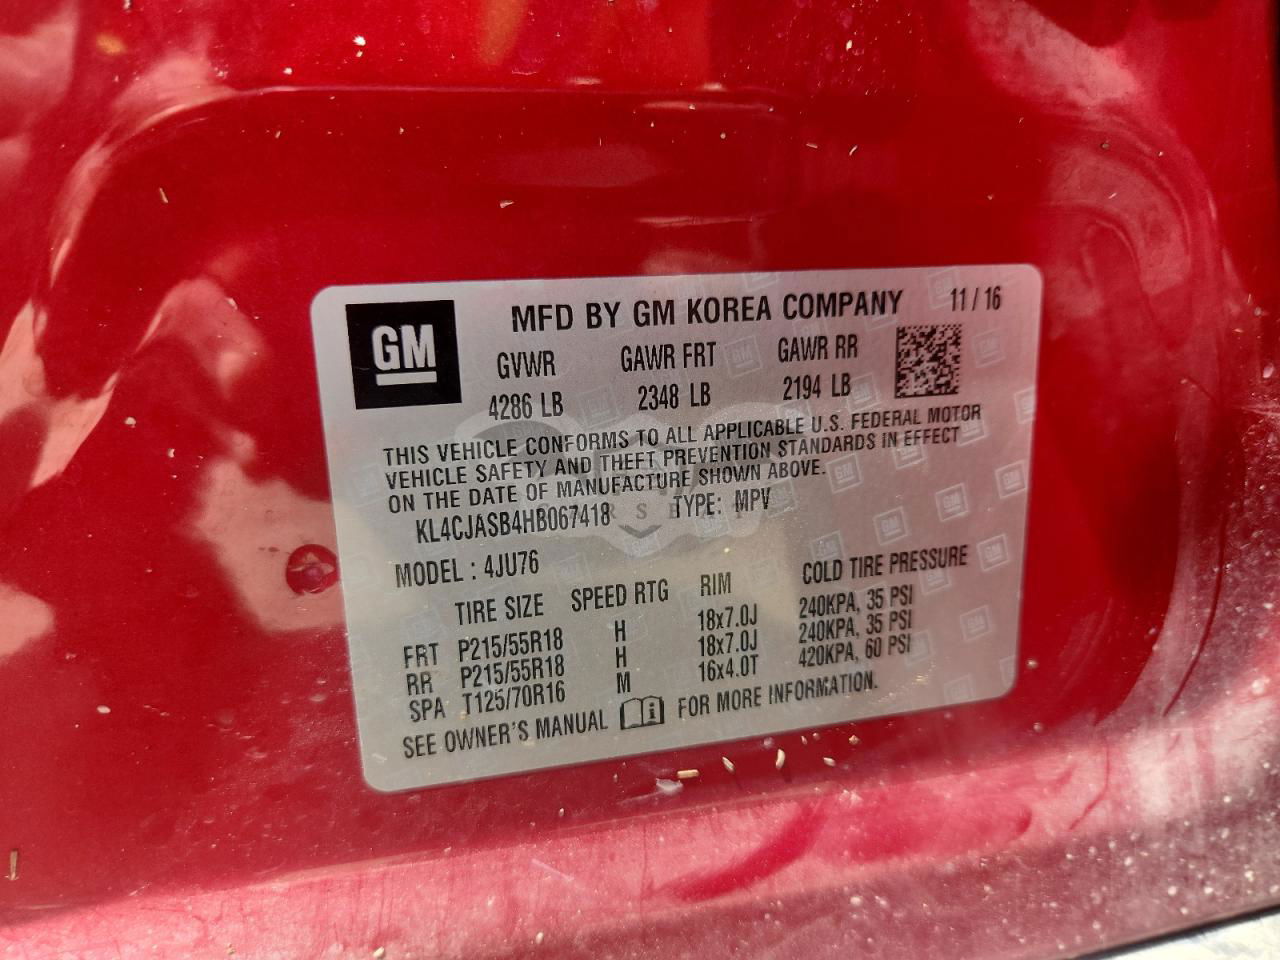 GM MFD BY GM KOREA COMPANY 11 / 16
GVWR GAWR FRT GAWR RR
4286 LB 2348 LB 2194 LB
THIS VEHICLE CONFORMS TO ALL APPLICABLE U.S. FEDERAL MOTOR
VEHICLE SAFETY AND THEFT PREVENTION STANDARDS IN EFFECT
ON THE DATE OF MANUFACTURE SHOWN ABOVE.
KL4CJASB4HB067418 TYPE: MPV
MODEL : 4JU76
TIRE SIZE SPEED RTG RIM COLD TIRE PRESSURE
FRT P215/55R18 H 18x7.0J 240KPA, 35 PSI
RR P215/55R18 H 18x7.0J 240KPA, 35 PSI
SPA T125/70R16 M 16x4.0T 420KPA, 60 PSI
SEE OWNER'S MANUAL FOR MORE INFORMATION.